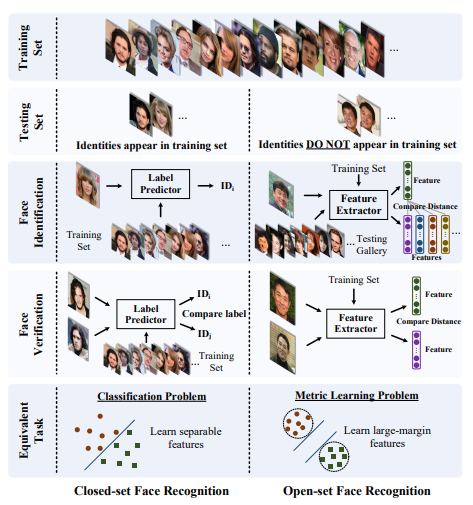 Training
Set
...
Testing
Set
...
Identities appear in training set
...
Identities DO NOT appear in training set
Face
Identification
Label
Predictor
IDi
Training
Set
...
Training Set
Feature
Extractor
Feature
Compare Distance
...
Testing
Gallery
...
Features
Face
Verification
Label
Predictor
IDi
Compare label
IDi
... Training
Set
Training Set
Feature
Extractor
Feature
Compare Distance
Feature
Equivalent
Task
Classification Problem
Learn separable
features
Metric Learning Problem
Learn large-margin
features
Closed-set Face Recognition
Open-set Face Recognition